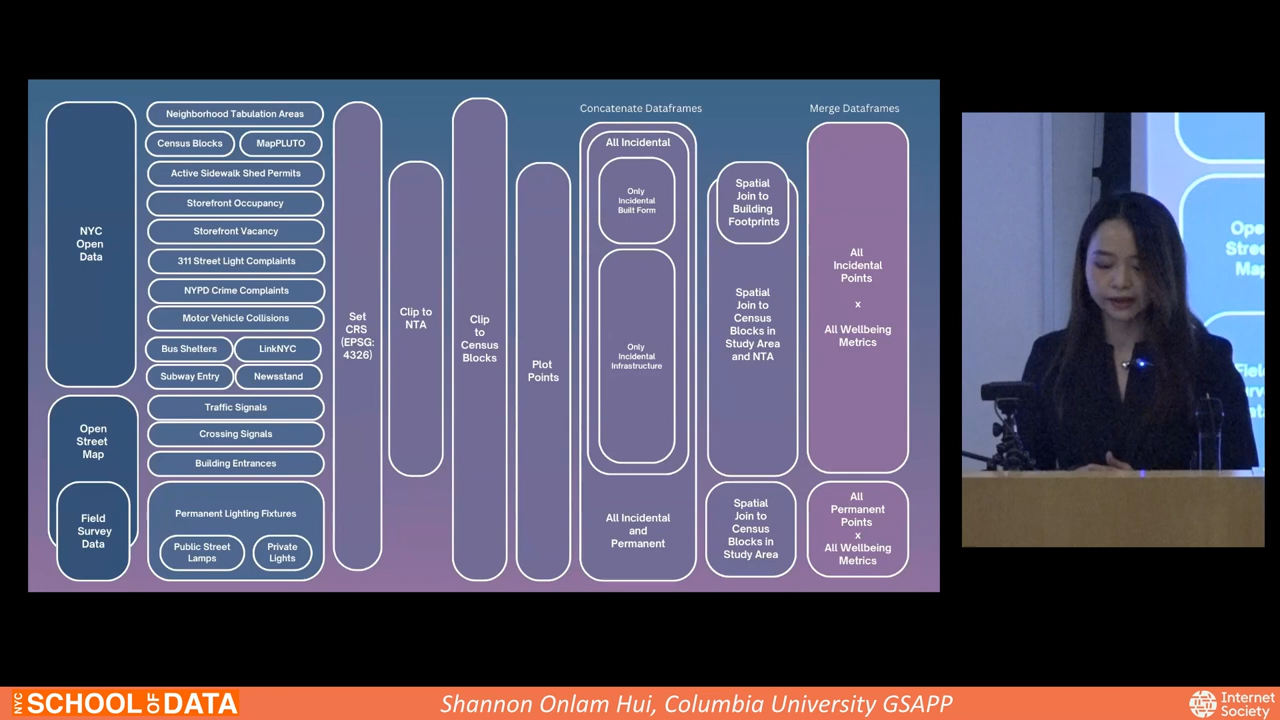 Concatenate Dataframes
Merge Dataframes
NYC
Open
Data
Neighborhood Tabulation Areas
Census Blocks
MapPLUTO
Active Sidewalk Shed Permits
Storefront Occupancy
Storefront Vacancy
311 Street Light Complaints
NYPD Crime Complaints
Motor Vehicle Collisions
Bus Shelters
LinkNYC
Subway Entry
Newsstand
Open
Street
Map
Traffic Signals
Crossing Signals
Building Entrances
Field
Survey
Data
Permanent Lighting Fixtures
Public Street
Lamps
Private
Lights
Set
CRS
(EPSG:
4326)
Clip to
NTA
Clip
to
Census
Blocks
Plot
Points
All Incidental
Only
Incidental
Built Form
Only
Incidental
Infrastructure
All Incidental
and
Permanent
Spatial
Join to
Building
Footprints
Spatial
Join to
Census
Blocks in
Study Area
and NTA
Spatial
Join to
Census
Blocks in
Study Area
All
Incidental
Points
x
All Wellbeing
Metrics
All
Permanent
Points
x
All Wellbeing
Metrics
NYC SCHOOL OF DATA
Shannon Onlam Hui, Columbia University GSAPP
Internet
Society